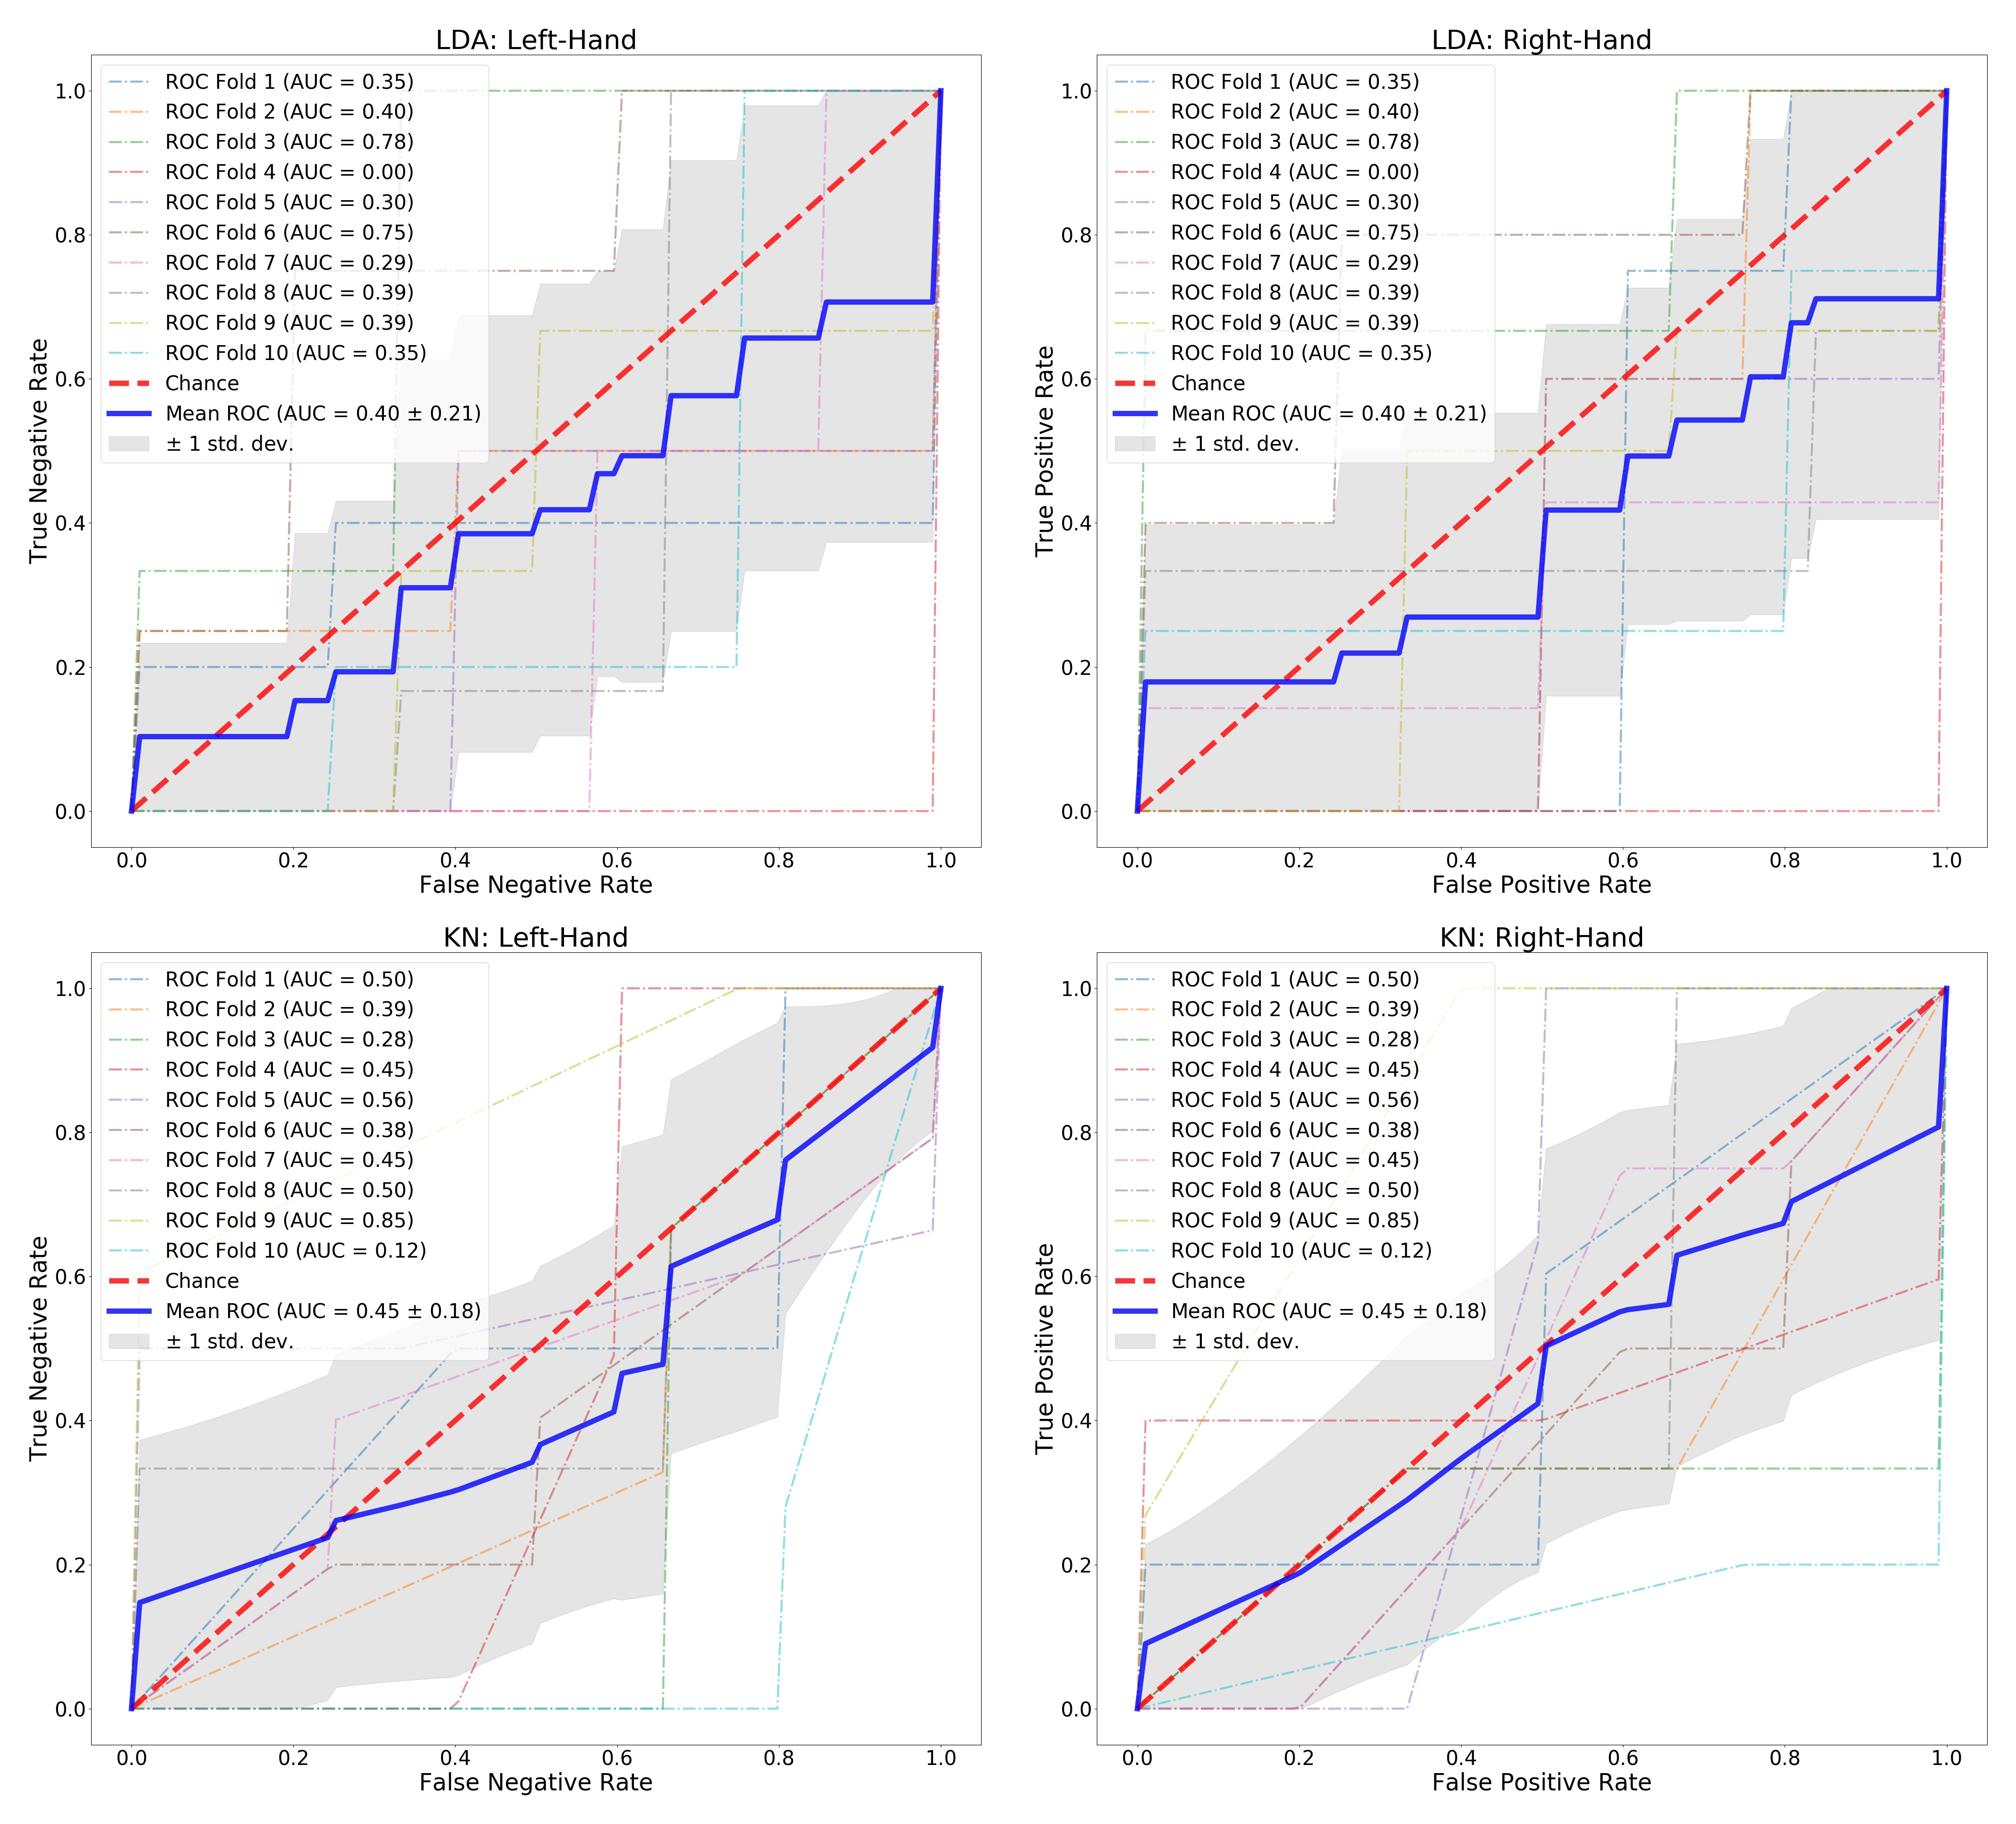 LDA: Left-Hand
True Negative Rate
1.0
0.8
0.6
0.4
0.2
0.0
ROC Fold 1 (AUC = 0.35)
ROC Fold 2 (AUC = 0.40)
ROC Fold 3 (AUC = 0.78)
ROC Fold 4 (AUC = 0.00)
ROC Fold 5 (AUC = 0.30)
ROC Fold 6 (AUC = 0.75)
ROC Fold 7 (AUC = 0.29)
ROC Fold 8 (AUC = 0.39)
ROC Fold 9 (AUC = 0.39)
ROC Fold 10 (AUC = 0.35)
Chance
Mean ROC (AUC = 0.40 ± 0.21)
± 1 std. dev.
0.0 0.2 0.4 0.6 0.8 1.0
False Negative Rate
LDA: Right-Hand
True Positive Rate
1.0
0.8
0.6
0.4
0.2
0.0
ROC Fold 1 (AUC = 0.35)
ROC Fold 2 (AUC = 0.40)
ROC Fold 3 (AUC = 0.78)
ROC Fold 4 (AUC = 0.00)
ROC Fold 5 (AUC = 0.30)
ROC Fold 6 (AUC = 0.75)
ROC Fold 7 (AUC = 0.29)
ROC Fold 8 (AUC = 0.39)
ROC Fold 9 (AUC = 0.39)
ROC Fold 10 (AUC = 0.35)
Chance
Mean ROC (AUC = 0.40 ± 0.21)
± 1 std. dev.
0.0 0.2 0.4 0.6 0.8 1.0
False Positive Rate
KN: Left-Hand
True Negative Rate
1.0
0.8
0.6
0.4
0.2
0.0
ROC Fold 1 (AUC = 0.50)
ROC Fold 2 (AUC = 0.39)
ROC Fold 3 (AUC = 0.28)
ROC Fold 4 (AUC = 0.45)
ROC Fold 5 (AUC = 0.56)
ROC Fold 6 (AUC = 0.38)
ROC Fold 7 (AUC = 0.45)
ROC Fold 8 (AUC = 0.50)
ROC Fold 9 (AUC = 0.85)
ROC Fold 10 (AUC = 0.12)
Chance
Mean ROC (AUC = 0.45 ± 0.18)
± 1 std. dev.
0.0 0.2 0.4 0.6 0.8 1.0
False Negative Rate
KN: Right-Hand
True Positive Rate
1.0
0.8
0.6
0.4
0.2
0.0
ROC Fold 1 (AUC = 0.50)
ROC Fold 2 (AUC = 0.39)
ROC Fold 3 (AUC = 0.28)
ROC Fold 4 (AUC = 0.45)
ROC Fold 5 (AUC = 0.56)
ROC Fold 6 (AUC = 0.38)
ROC Fold 7 (AUC = 0.45)
ROC Fold 8 (AUC = 0.50)
ROC Fold 9 (AUC = 0.85)
ROC Fold 10 (AUC = 0.12)
Chance
Mean ROC (AUC = 0.45 ± 0.18)
± 1 std. dev.
0.0 0.2 0.4 0.6 0.8 1.0
False Positive Rate